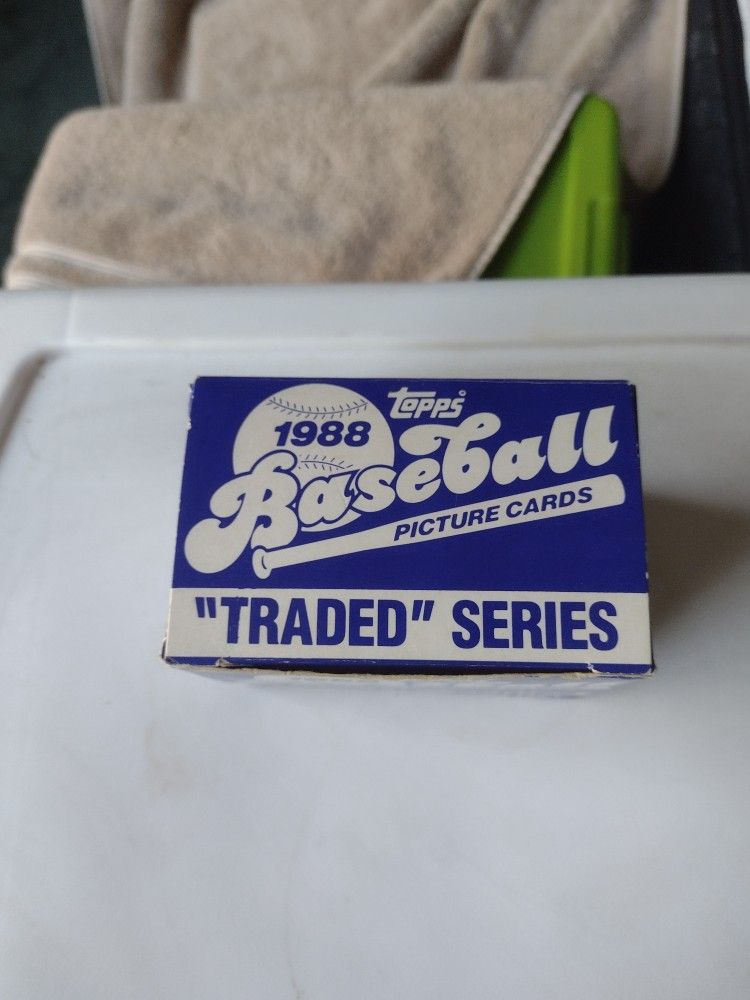 topps
1988
Baseball
PICTURE CARDS
"TRADED" SERIES